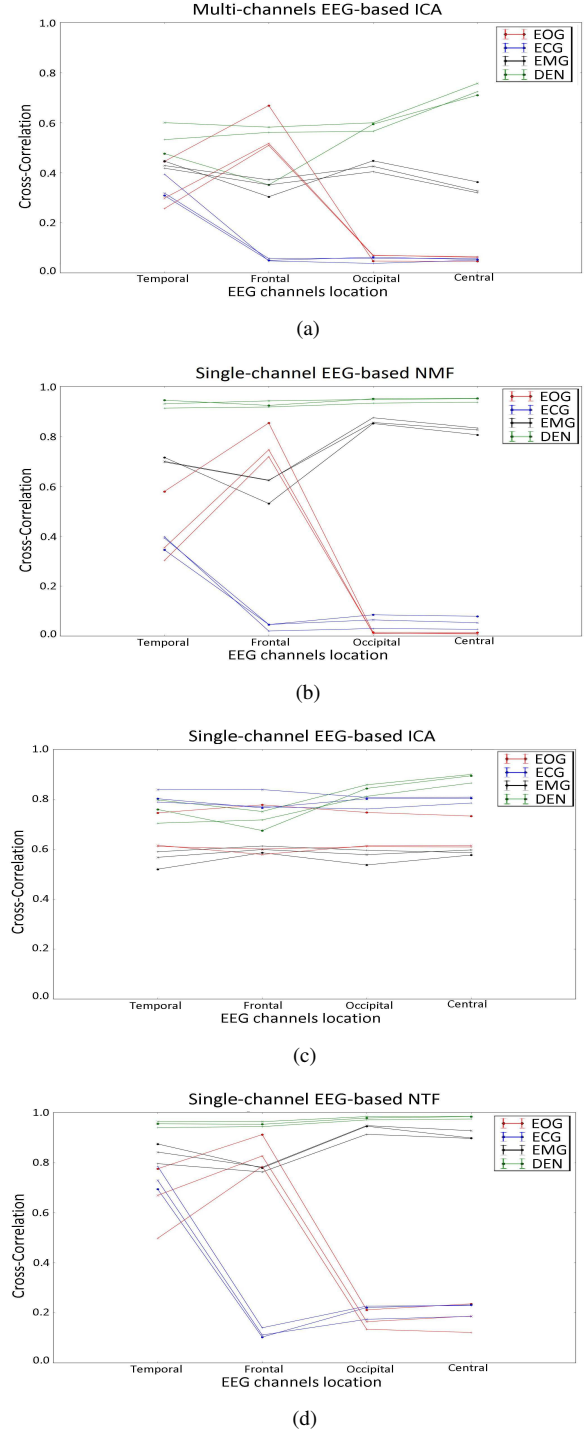 Multi-channels EEG-based ICA
1.0
0.8
0.6
0.4
0.2
0.0
Cross-Correlation
EOG
ECG
EMG
DEN
Temporal Frontal Occipital Central
EEG channels location
(a)
Single-channel EEG-based NMF
1.0
0.8
0.6
0.4
0.2
0.0
Cross-Correlation
EOG
ECG
EMG
DEN
Temporal Frontal Occipital Central
EEG channels location
(b)
Single-channel EEG-based ICA
1.0
0.8
0.6
0.4
0.2
0.0
Cross-Correlation
EOG
ECG
EMG
DEN
Temporal Frontal Occipital Central
EEG channels location
(c)
Single-channel EEG-based NTF
1.0
0.8
0.6
0.4
0.2
0.0
Cross-Correlation
EOG
ECG
EMG
DEN
Temporal Frontal Occipital Central
EEG channels location
(d)